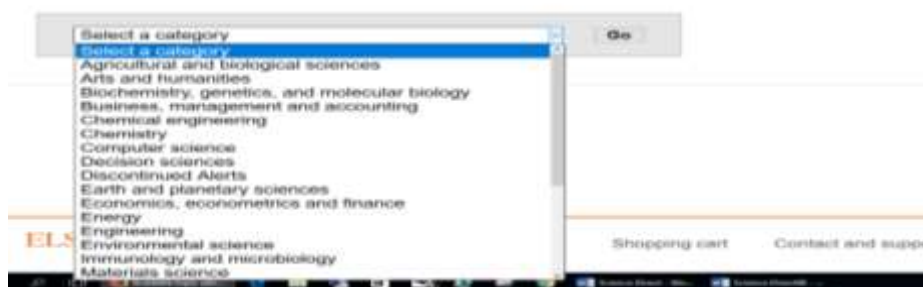 Select a category
Go
Select a category
Agricultural and biological sciences
Arts and humanities
Biochemistry, genetics, and molecular biology
Business, management and accounting
Chemical engineering
Chemistry
Computer science
Decision sciences
Discontinued Alerts
Earth and planetary sciences
Economics, econometrics and finance
Energy
Engineering
Environmental science
Immunology and microbiology
Materials science
ELS
Shopping cart
Contact and supp